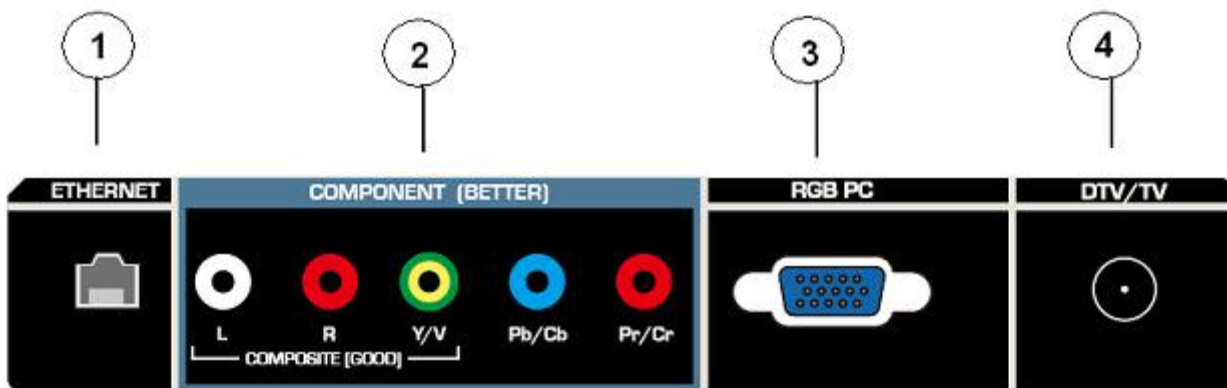 1 2 3 4
ETHERNET COMPONENT (BETTER) RGB PC DTV/TV
L R Y/V Pb/Cb Pr/Cr
COMPOSITE (GOOD)